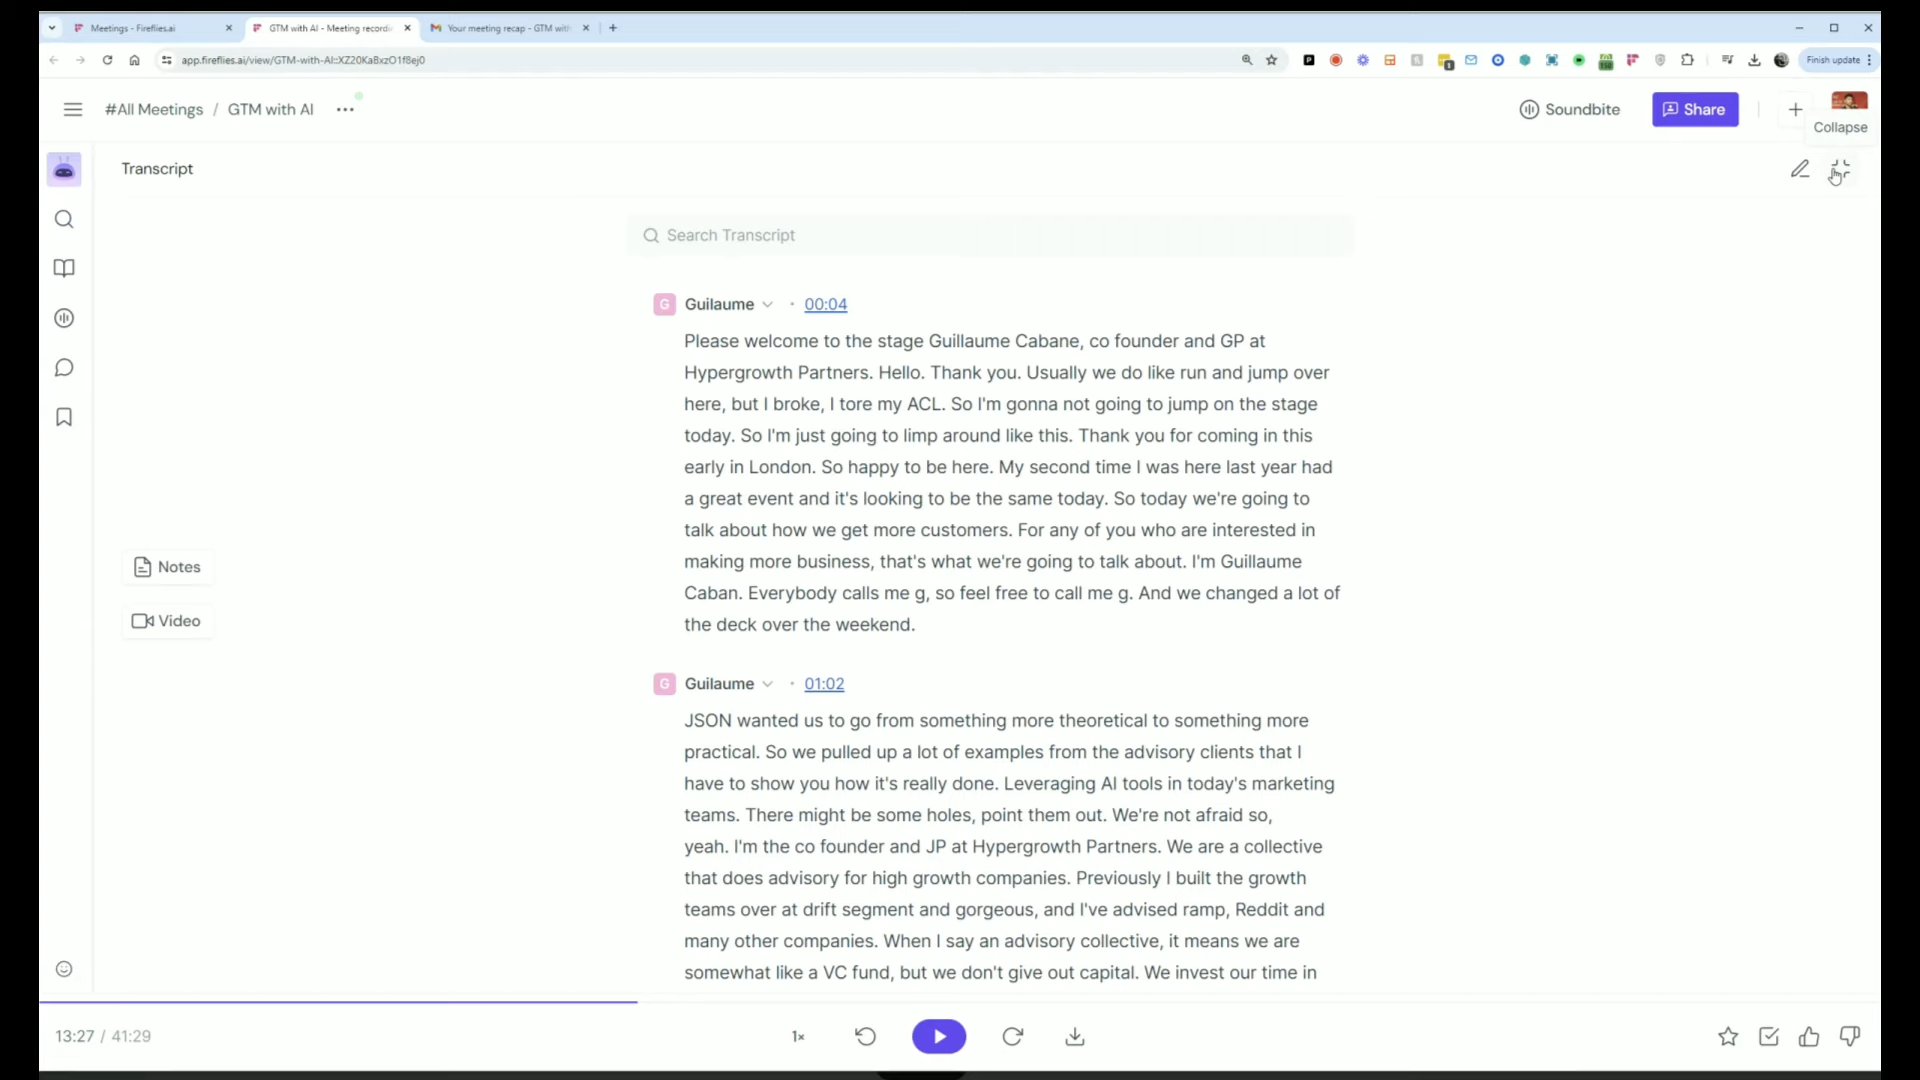 Meetings - Fireflies.ai
GTM with AI - Meeting recordi
Your meeting recap - GTM with
app.fireflies.ai/view/GTM-with-AI::XZ20KaBxzO1f8ej0
Finish update
#All Meetings / GTM with AI
Soundbite
Share
Collapse
Transcript
Search Transcript
G Guilaume · 00:04
Please welcome to the stage Guillaume Cabane, co founder and GP at
Hypergrowth Partners. Hello. Thank you. Usually we do like run and jump over
here, but I broke, I tore my ACL. So I'm gonna not going to jump on the stage
today. So I'm just going to limp around like this. Thank you for coming in this
early in London. So happy to be here. My second time I was here last year had
a great event and it's looking to be the same today. So today we're going to
talk about how we get more customers. For any of you who are interested in
making more business, that's what we're going to talk about. I'm Guillaume
Caban. Everybody calls me g, so feel free to call me g. And we changed a lot of
the deck over the weekend.
Notes
Video
G Guilaume · 01:02
JSON wanted us to go from something more theoretical to something more
practical. So we pulled up a lot of examples from the advisory clients that I
have to show you how it's really done. Leveraging AI tools in today's marketing
teams. There might be some holes, point them out. We're not afraid so,
yeah. I'm the co founder and JP at Hypergrowth Partners. We are a collective
that does advisory for high growth companies. Previously I built the growth
teams over at drift segment and gorgeous, and I've advised ramp, Reddit and
many other companies. When I say an advisory collective, it means we are
somewhat like a VC fund, but we don't give out capital. We invest our time in
13:27 / 41:29
1x